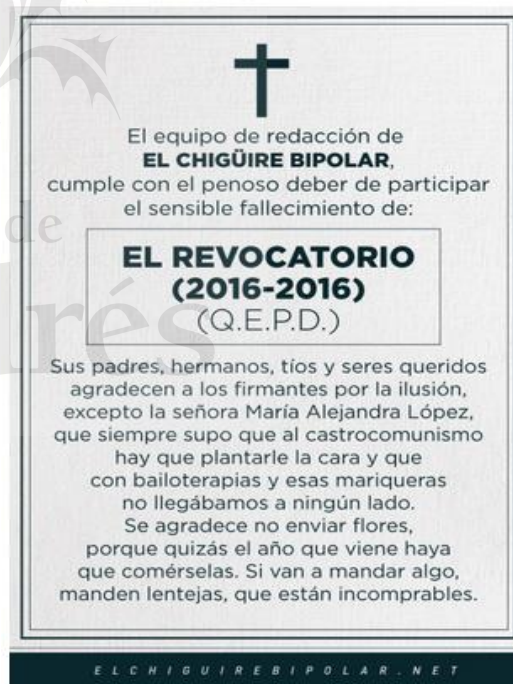 El equipo de redacción de
EL CHIGÜIRE BIPOLAR,
cumple con el penoso deber de participar
el sensible fallecimiento de:
EL REVOCATORIO
(2016-2016)
(Q.E.P.D.)
Sus padres, hermanos, tíos y seres queridos
agradecen a los firmantes por la ilusión,
excepto la señora María Alejandra López,
que siempre supo que al castrocomunismo
hay que plantarle la cara y que
con bailoterapias y esas mariqueras
no llegábamos a ningún lado.
Se agradece no enviar flores,
porque quizás el año que viene haya
que comérselas. Si van a mandar algo,
manden lentejas, que están incomprables.
ELCHIGUIREBIPOLAR.NET
de
rés